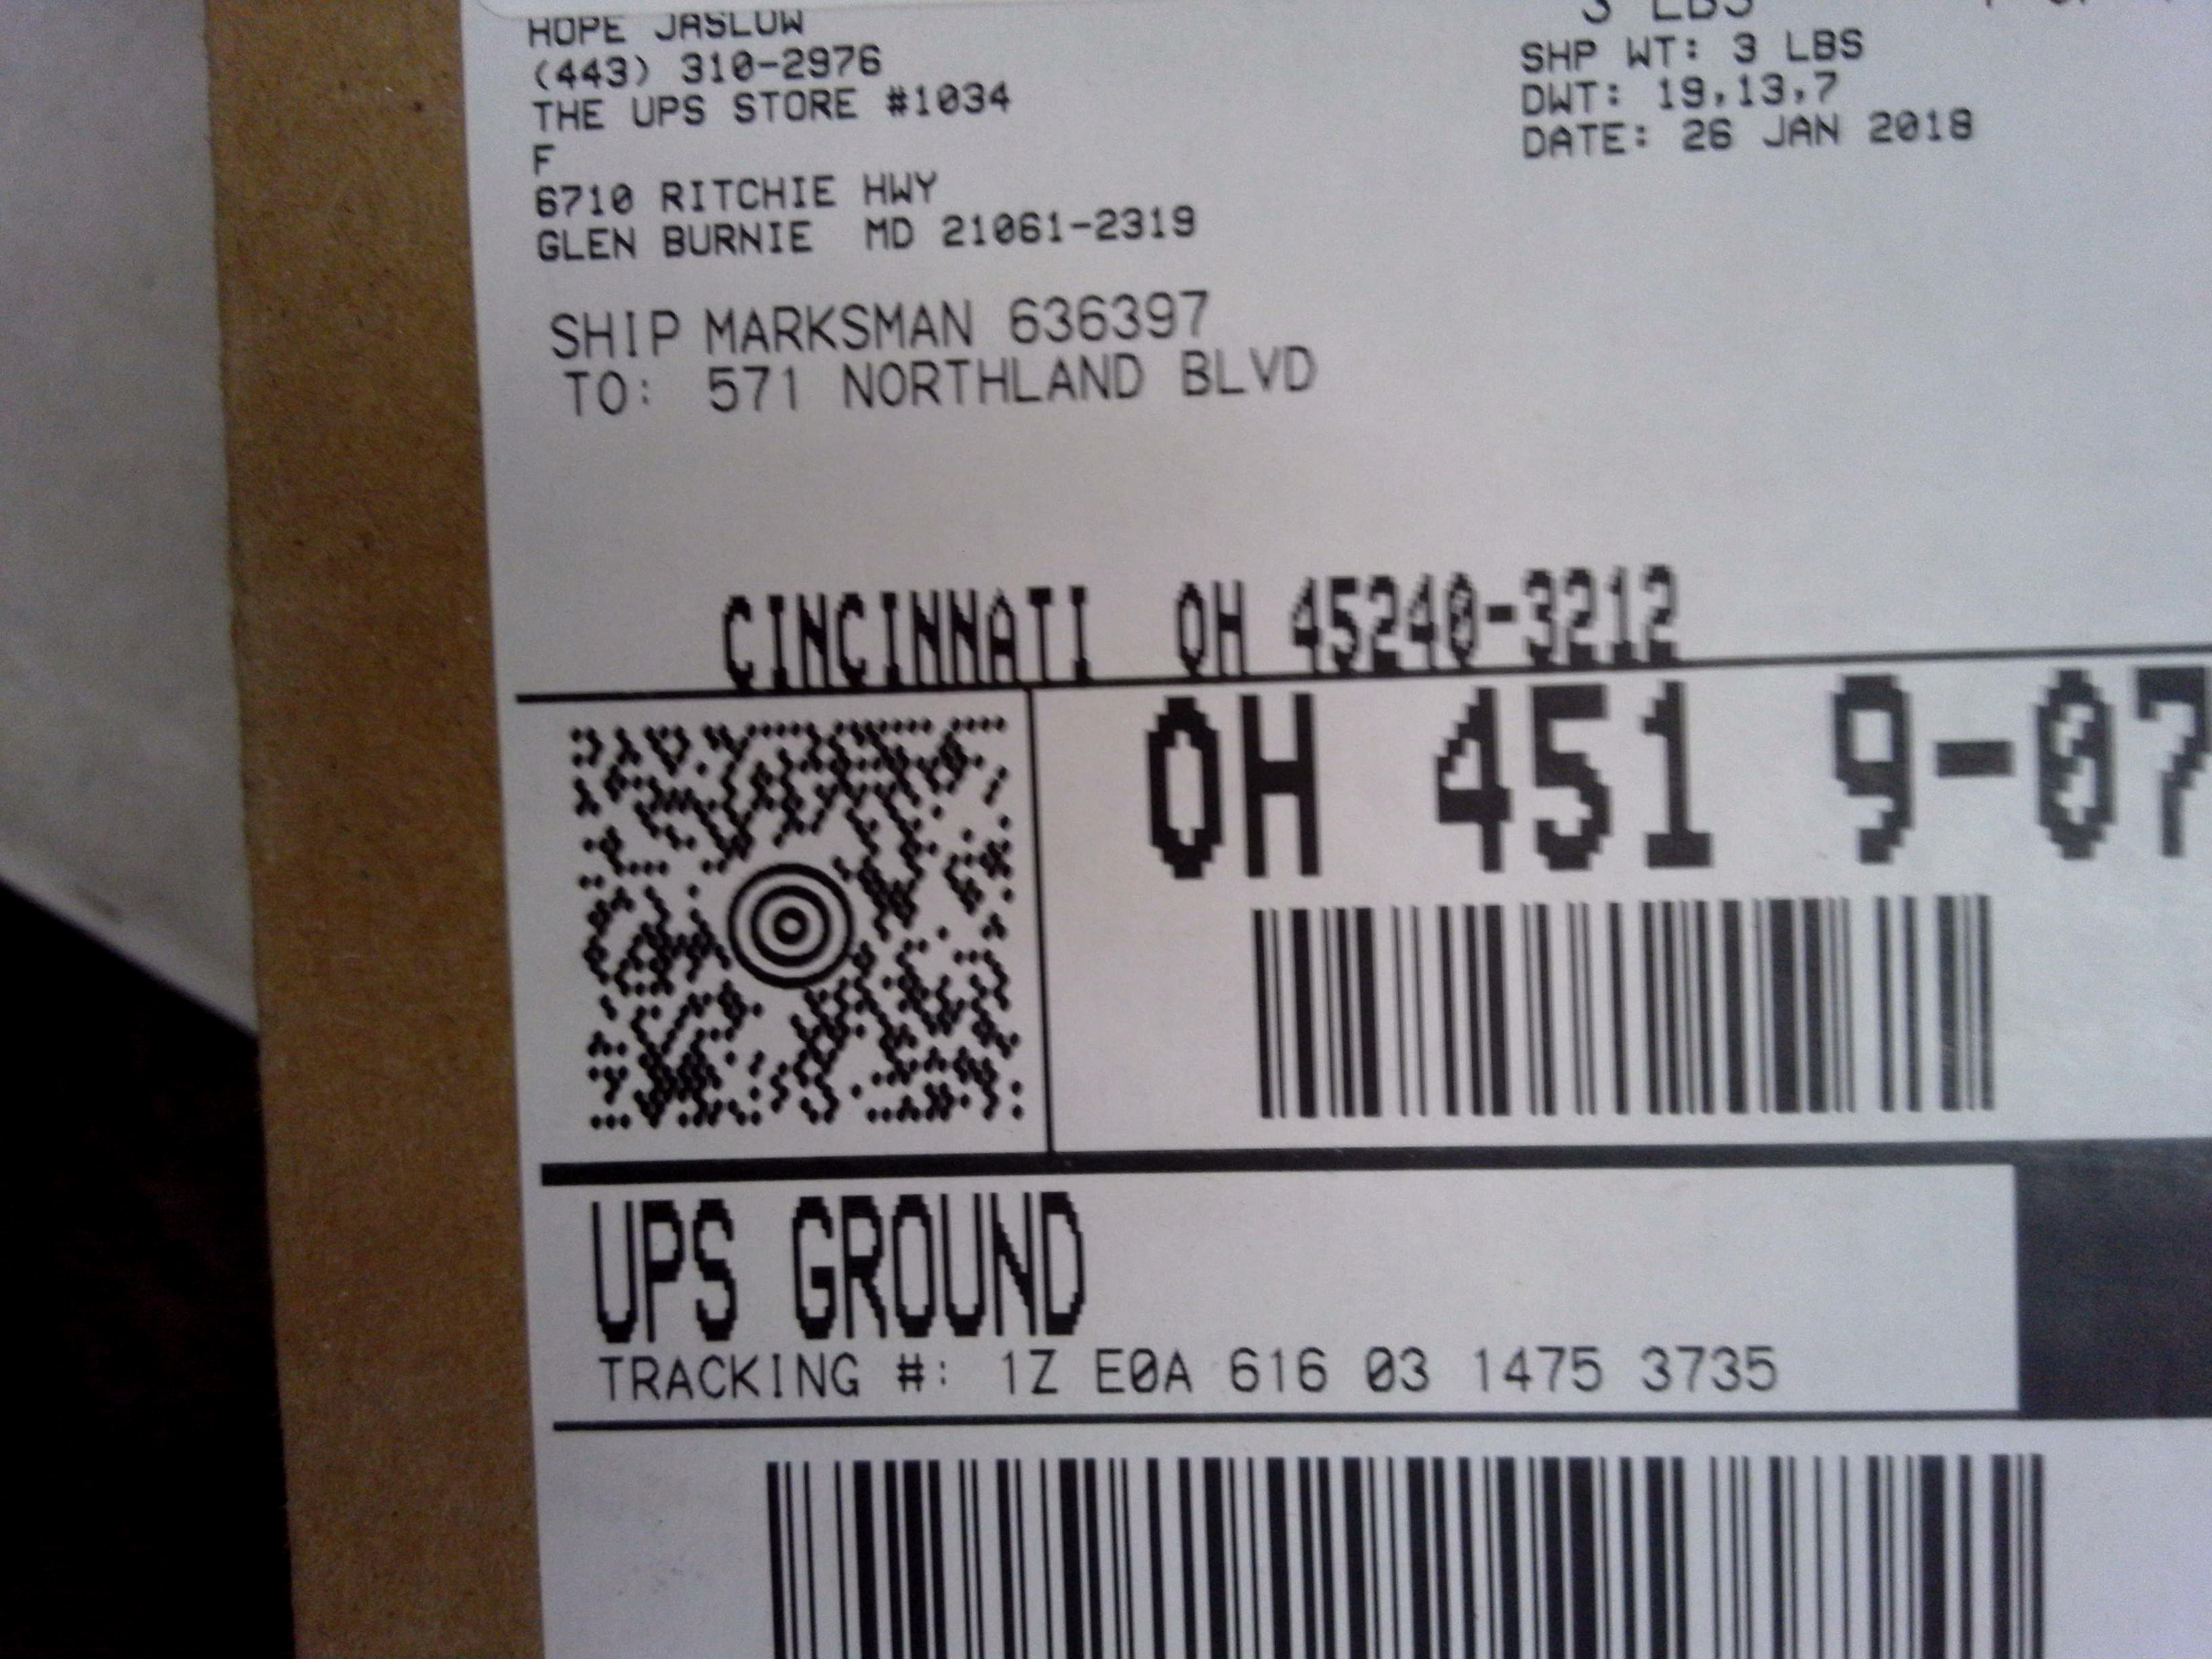 HOPE JASLOW
(443) 310-2976
THE UPS STORE #1034
F
6710 RITCHIE HWY
GLEN BURNIE MD 21061-2319
3 LBS
SHP WT: 3 LBS
DWT: 19,13,7
DATE: 26 JAN 2018
SHIP MARKSMAN 636397
TO: 571 NORTHLAND BLVD
CINCINNATI OH 45240-3212
OH 451 9-07
UPS GROUND
TRACKING #: 1Z E0A 616 03 1475 3735